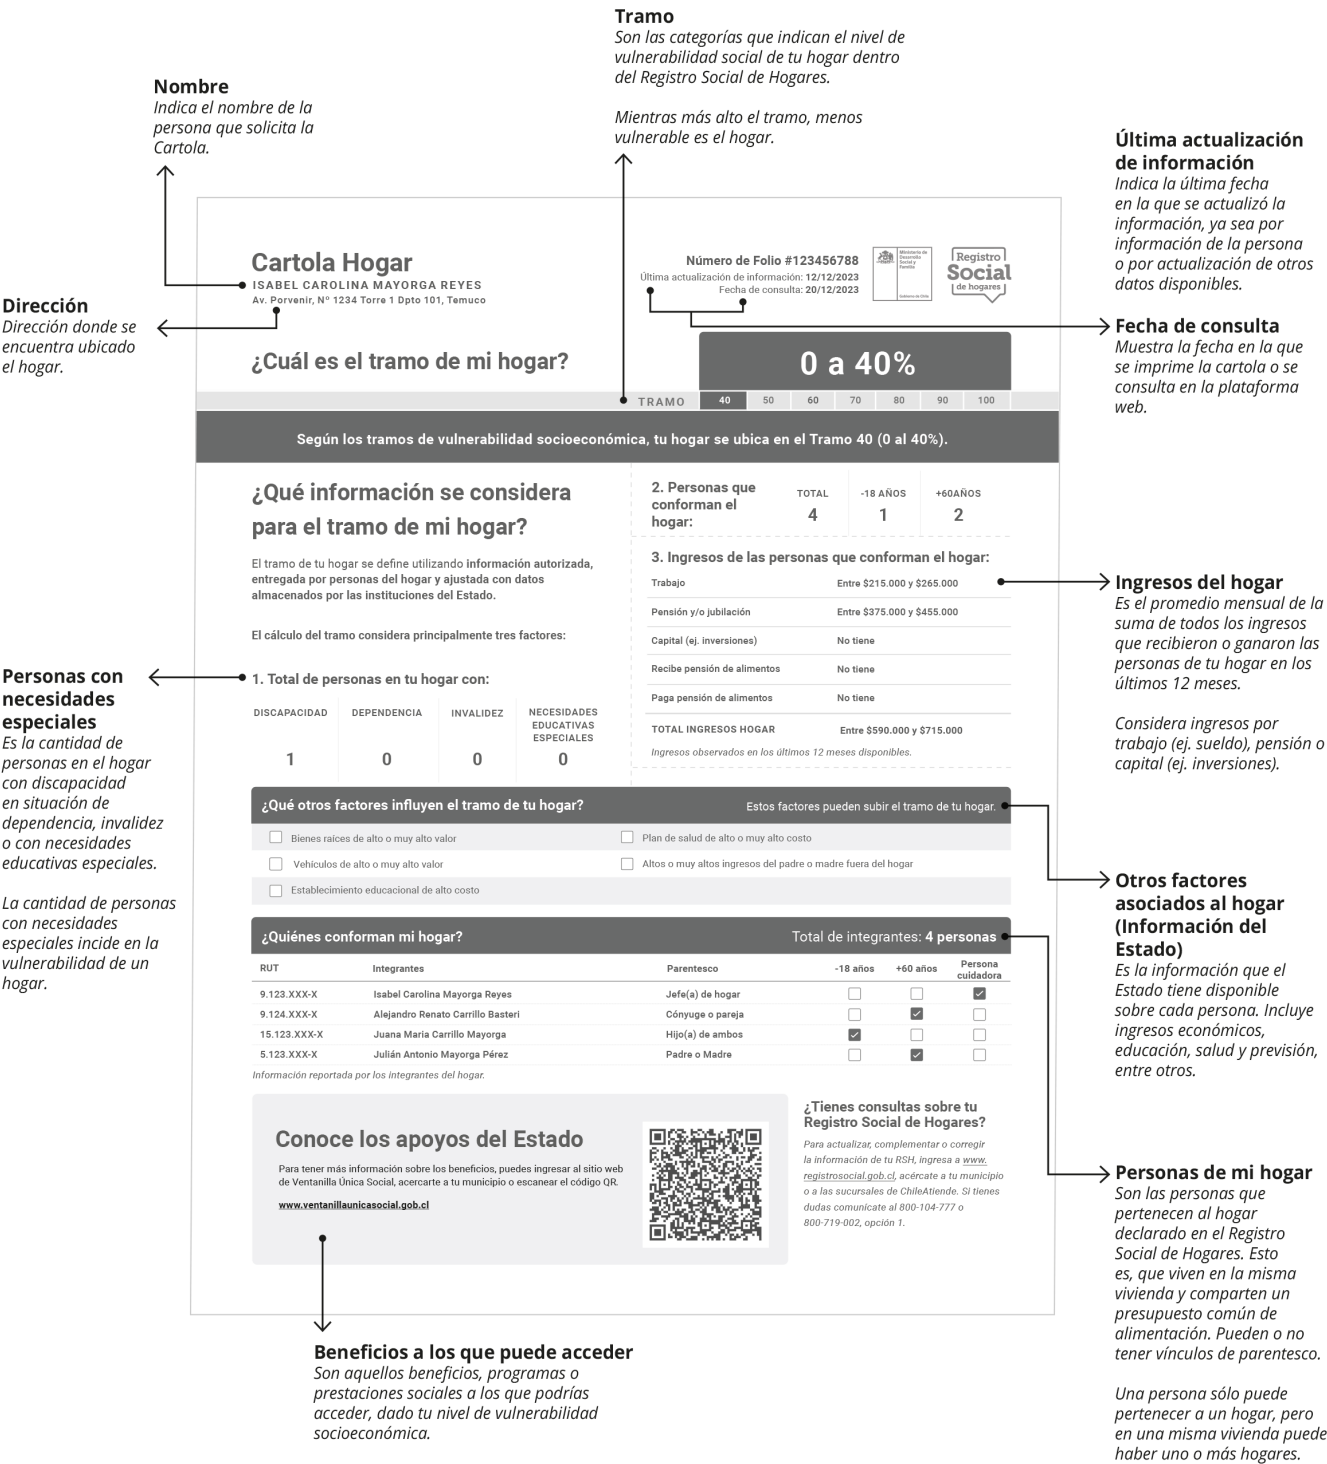 Tramo
Son las categorías que indican el nivel de
vulnerabilidad social de tu hogar dentro
del Registro Social de Hogares.
Mientras más alto el tramo, menos
vulnerable es el hogar.
Nombre
Indica el nombre de la
persona que solicita la
Cartola.
Última actualización
de información
Indica la última fecha
en la que se actualizó la
información, ya sea por
información de la persona
o por actualización de otros
datos disponibles.
Fecha de consulta
Muestra la fecha en la que
se imprime la cartola o se
consulta en la plataforma
web.
Dirección
Dirección donde se
encuentra ubicado
el hogar.
Cartola Hogar
ISABEL CAROLINA MAYORGA REYES
Av. Porvenir, Nº 1234 Torre 1 Dpto 101, Temuco
Número de Folio #123456788
Última actualización de información: 12/12/2023
Fecha de consulta: 20/12/2023
Ministerio de
Desarrollo
Social y
Familia
Gobierno de Chile
Registro
Social
de hogares
¿Cuál es el tramo de mi hogar?
0 a 40%
TRAMO 40 50 60 70 80 90 100
Según los tramos de vulnerabilidad socioeconómica, tu hogar se ubica en el Tramo 40 (0 al 40%).
¿Qué información se considera
para el tramo de mi hogar?
El tramo de tu hogar se define utilizando información autorizada,
entregada por personas del hogar y ajustada con datos
almacenados por las instituciones del Estado.
El cálculo del tramo considera principalmente tres factores:
1. Total de personas en tu hogar con:
DISCAPACIDAD DEPENDENCIA INVALIDEZ NECESIDADES
EDUCATIVAS
ESPECIALES
1 0 0 0
2. Personas que
conforman el
hogar:
TOTAL -18 AÑOS +60AÑOS
4 1 2
3. Ingresos de las personas que conforman el hogar:
Trabajo Entre $215.000 y $265.000
Pensión y/o jubilación Entre $375.000 y $455.000
Capital (ej. inversiones) No tiene
Recibe pensión de alimentos No tiene
Paga pensión de alimentos No tiene
TOTAL INGRESOS HOGAR Entre $590.000 y $715.000
Ingresos observados en los últimos 12 meses disponibles.
Ingresos del hogar
Es el promedio mensual de la
suma de todos los ingresos
que recibieron o ganaron las
personas de tu hogar en los
últimos 12 meses.
Considera ingresos por
trabajo (ej. sueldo), pensión o
capital (ej. inversiones).
Personas con
necesidades
especiales
Es la cantidad de
personas en el hogar
con discapacidad
en situación de
dependencia, invalidez
o con necesidades
educativas especiales.
La cantidad de personas
con necesidades
especiales incide en la
vulnerabilidad de un
hogar.
¿Qué otros factores influyen el tramo de tu hogar? Estos factores pueden subir el tramo de tu hogar.
Bienes raíces de alto o muy alto valor Plan de salud de alto o muy alto costo
Vehículos de alto o muy alto valor Altos o muy altos ingresos del padre o madre fuera del hogar
Establecimiento educacional de alto costo
Otros factores
asociados al hogar
(Información del
Estado)
Es la información que el
Estado tiene disponible
sobre cada persona. Incluye
ingresos económicos,
educación, salud y previsión,
entre otros.
¿Quiénes conforman mi hogar? Total de integrantes: 4 personas
RUT Integrantes Parentesco -18 años +60 años Persona
cuidadora
9.123.XXX-X Isabel Carolina Mayorga Reyes Jefe(a) de hogar
9.124.XXX-X Alejandro Renato Carrillo Basteri Cónyuge o pareja
15.123.XXX-X Juana Maria Carrillo Mayorga Hijo(a) de ambos
5.123.XXX-X Julián Antonio Mayorga Pérez Padre o Madre
Información reportada por los integrantes del hogar.
Conoce los apoyos del Estado
Para tener más información sobre los beneficios, puedes ingresar al sitio web
de Ventanilla Única Social, acercarte a tu municipio o escanear el código QR.
www.ventanillaunicasocial.gob.cl
¿Tienes consultas sobre tu
Registro Social de Hogares?
Para actualizar, complementar o corregir
la información de tu RSH, ingresa a www.
registrosocial.gob.cl, acércate a tu municipio
o a las sucursales de ChileAtiende. Si tienes
dudas comunícate al 800-104-777 o
800-719-002, opción 1.
Personas de mi hogar
Son las personas que
pertenecen al hogar
declarado en el Registro
Social de Hogares. Esto
es, que viven en la misma
vivienda y comparten un
presupuesto común de
alimentación. Pueden o no
tener vínculos de parentesco.
Una persona sólo puede
pertenecer a un hogar, pero
en una misma vivienda puede
haber uno o más hogares.
Beneficios a los que puede acceder
Son aquellos beneficios, programas o
prestaciones sociales a los que podrías
acceder, dado tu nivel de vulnerabilidad
socioeconómica.